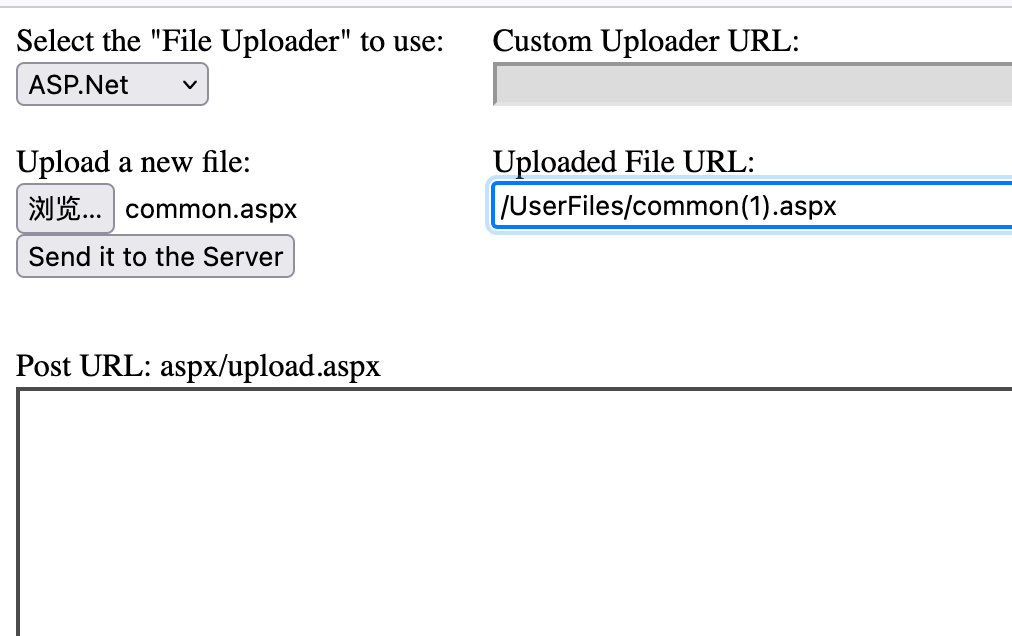 Select the "File Uploader" to use:
Custom Uploader URL:
ASP.Net
Upload a new file:
Uploaded File URL:
浏览... common.aspx
/UserFiles/common(1).aspx
Send it to the Server
Post URL: aspx/upload.aspx